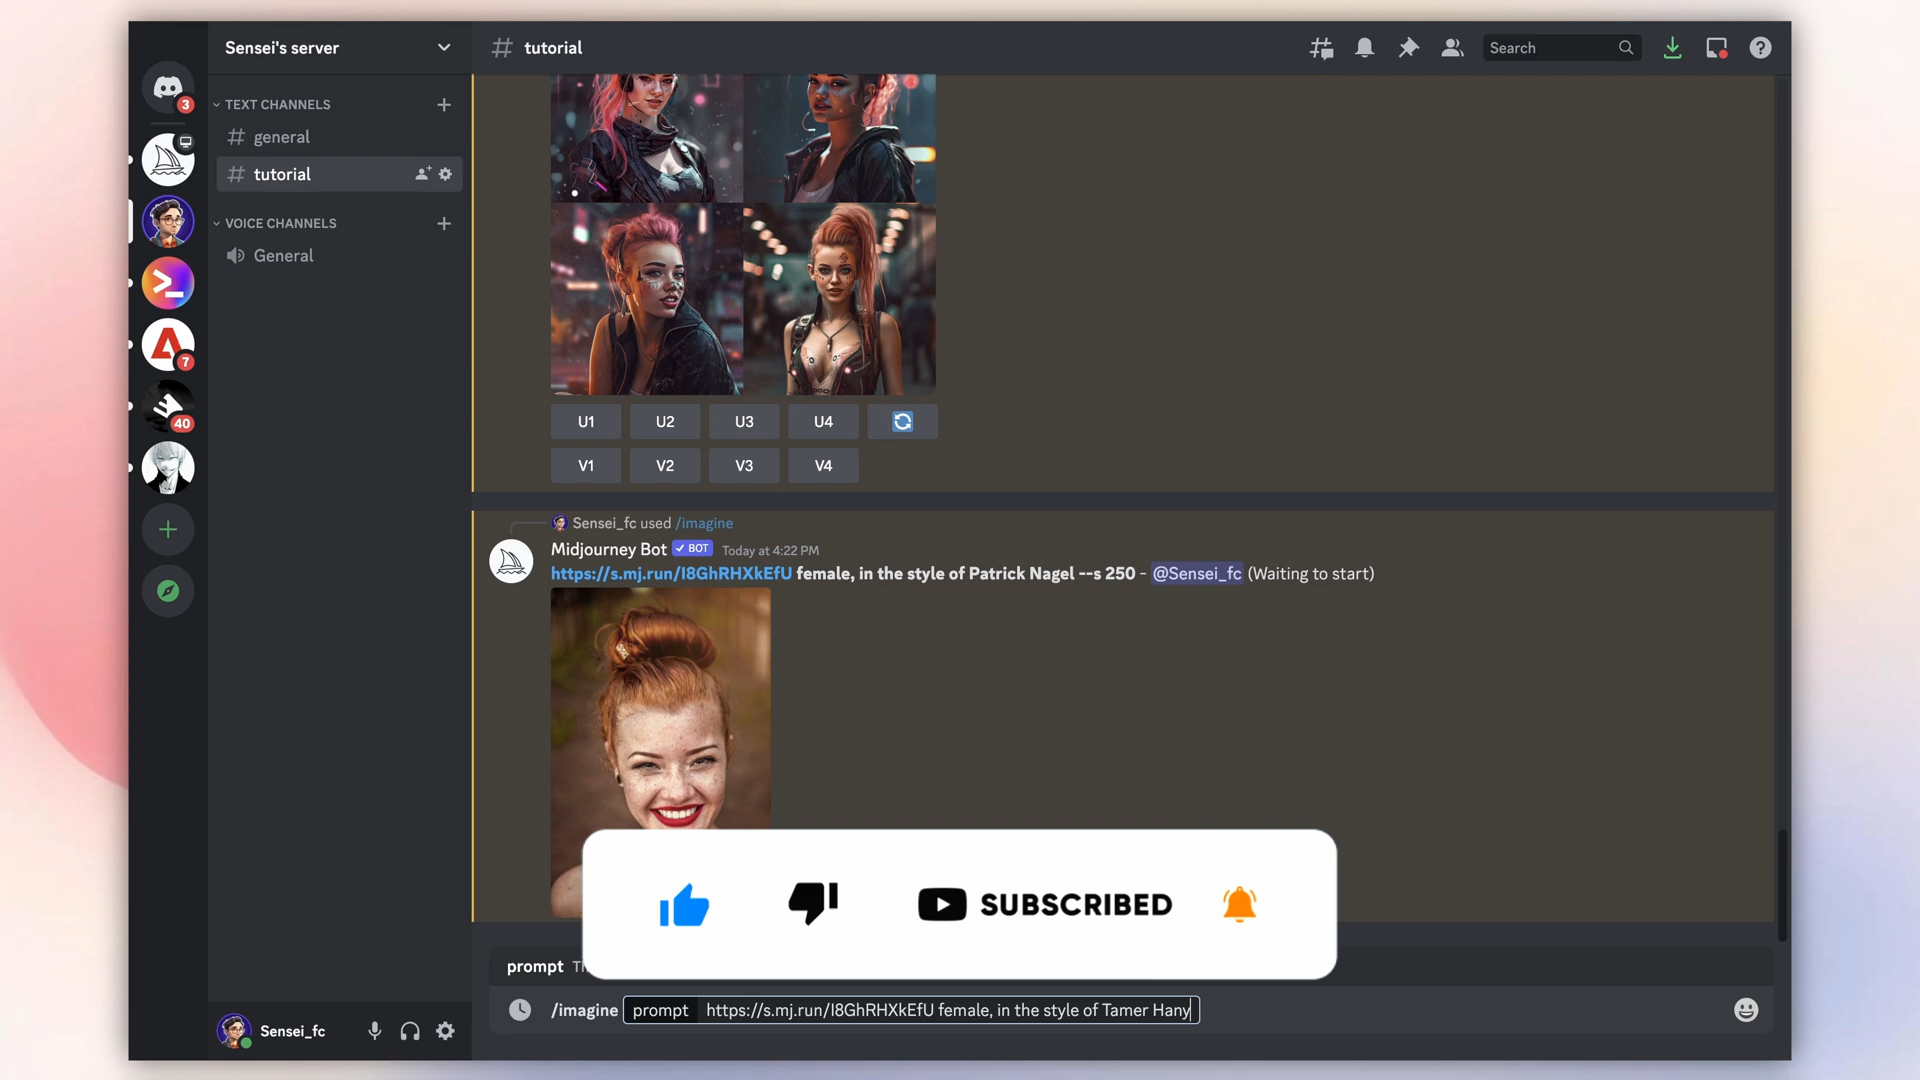 Sensei's server
tutorial
Search
3
TEXT CHANNELS
general
tutorial
VOICE CHANNELS
General
7
40
U1 U2 U3 U4
V1 V2 V3 V4
Sensei_fc used /imagine
Midjourney Bot BOT Today at 4:22 PM
https://s.mj.run/I8GhRHXkEfU female, in the style of Patrick Nagel --s 250 - @Sensei_fc (Waiting to start)
SUBSCRIBED
prompt
/imagine prompt https://s.mj.run/I8GhRHXkEfU female, in the style of Tamer Hany
Sensei_fc